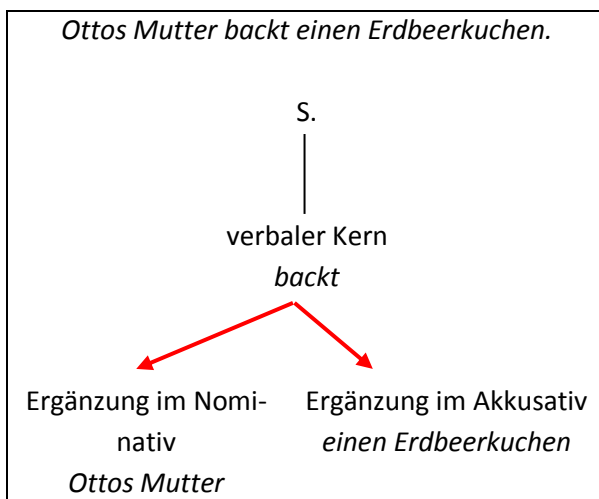 Ottos Mutter backt einen Erdbeerkuchen.
S.
verbaler Kern
backt
Ergänzung im Nomi-
nativ
Ottos Mutter
Ergänzung im Akkusativ
einen Erdbeerkuchen